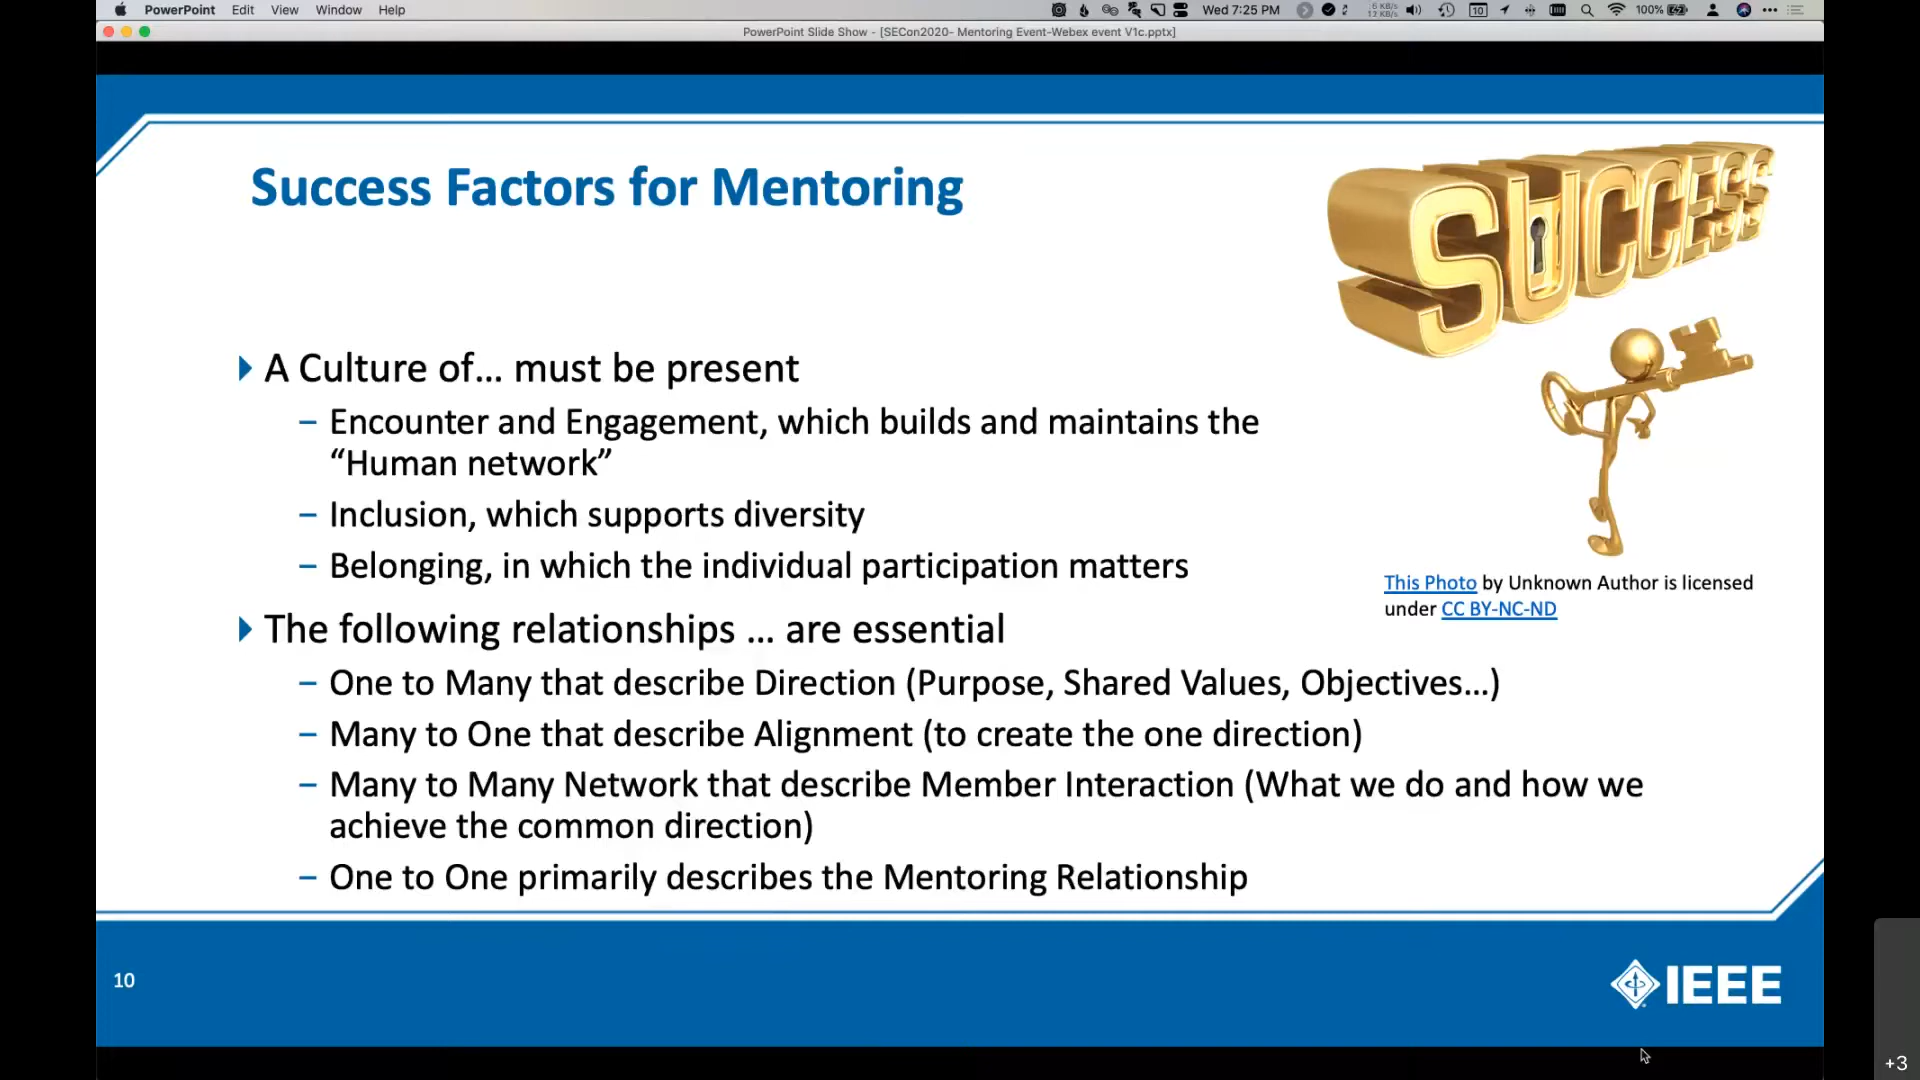 PowerPoint Edit View Window Help
10
Wed 7:25 PM
100%
PowerPoint Slide Show - [SECon2020- Mentoring Event-Webex event V1c.pptx]
Success Factors for Mentoring
SUCCESS
A Culture of... must be present
– Encounter and Engagement, which builds and maintains the
“Human network”
– Inclusion, which supports diversity
– Belonging, in which the individual participation matters
This Photo by Unknown Author is licensed
under CC BY-NC-ND
The following relationships ... are essential
– One to Many that describe Direction (Purpose, Shared Values, Objectives...)
– Many to One that describe Alignment (to create the one direction)
– Many to Many Network that describe Member Interaction (What we do and how we
achieve the common direction)
– One to One primarily describes the Mentoring Relationship
10
IEEE
+3